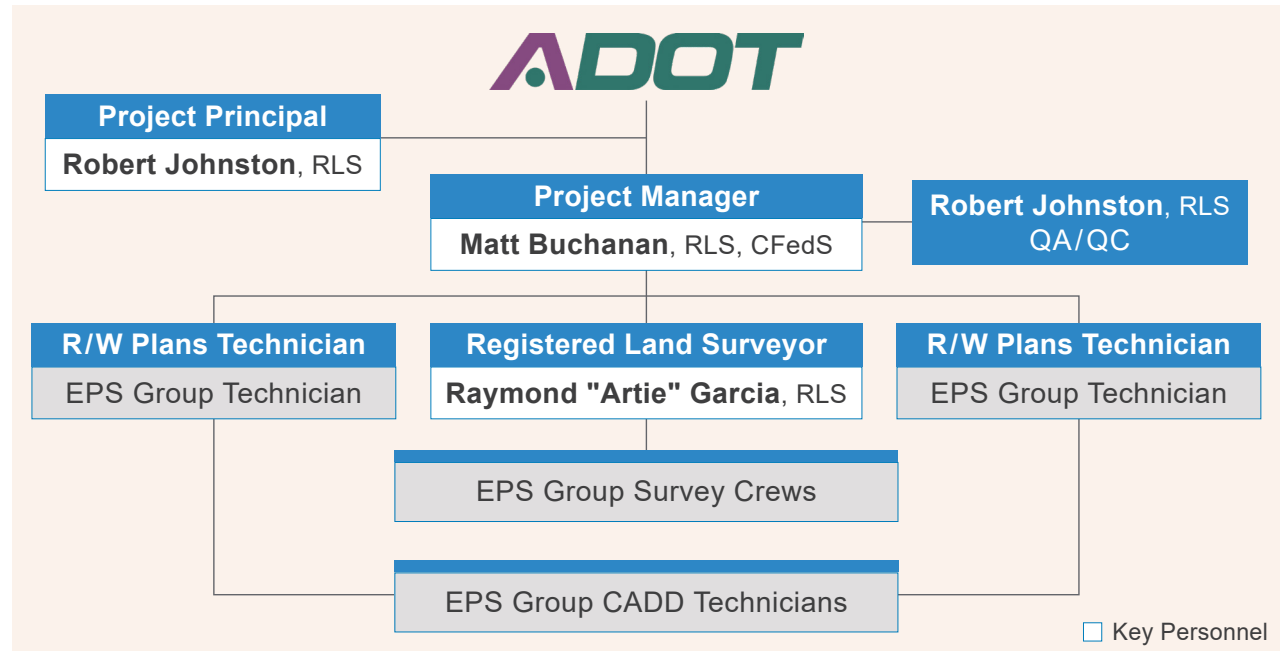 ADOT
Project Principal
Robert Johnston, RLS
Project Manager
Matt Buchanan, RLS, CFedS
Robert Johnston, RLS
QA/QC
R/W Plans Technician
EPS Group Technician
Registered Land Surveyor
Raymond "Artie" Garcia, RLS
R/W Plans Technician
EPS Group Technician
EPS Group Survey Crews
EPS Group CADD Technicians
Key Personnel